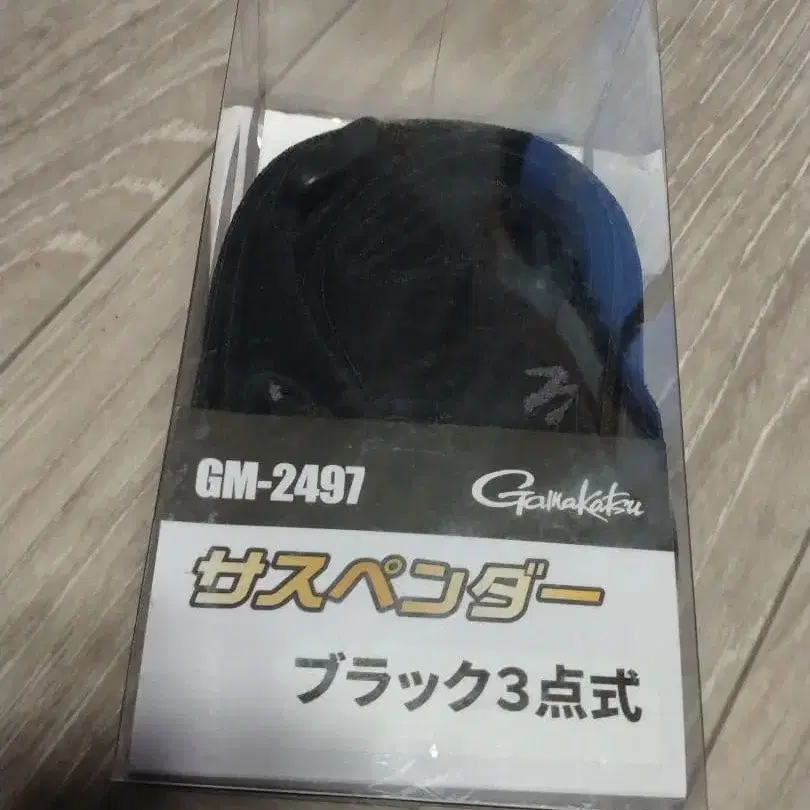 GM-2497
Gamakatsu
サスペンダー
ブラック3点式